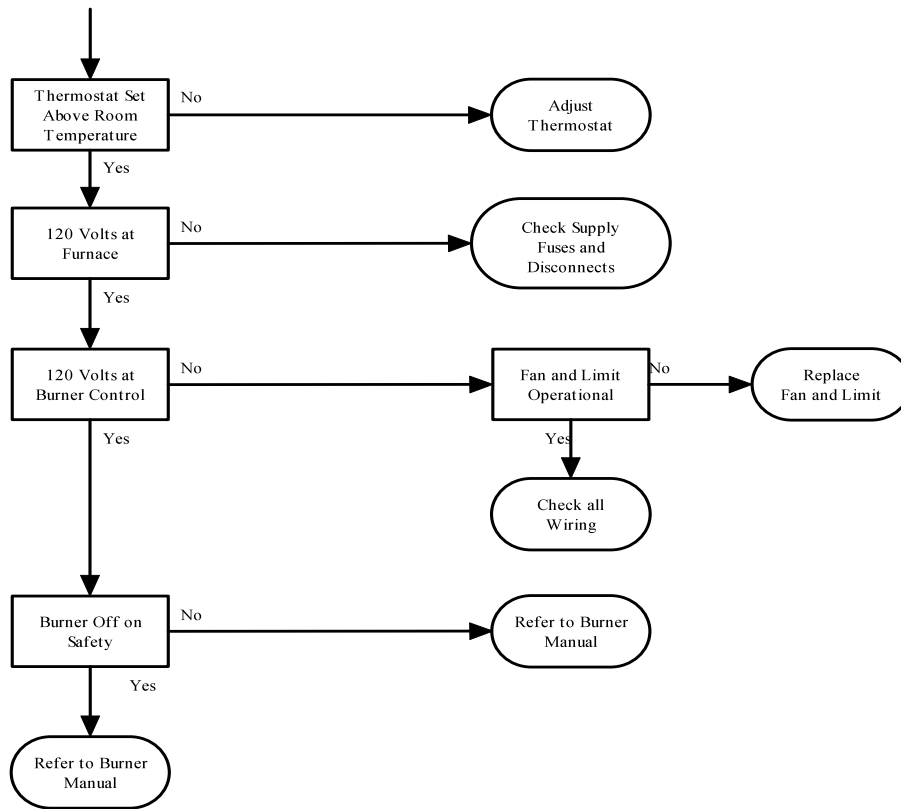 Thermostat Set
Above Room
Temperature
No
Adjust
Thermostat
Yes
120 Volts at
Furnace
No
Check Supply
Fuses and
Disconnects
Yes
120 Volts at
Burner Control
No
Fan and Limit
Operational
No
Replace
Fan and Limit
Yes
Yes
Check all
Wiring
Burner Off on
Safety
No
Refer to Burner
Manual
Yes
Refer to Burner
Manual